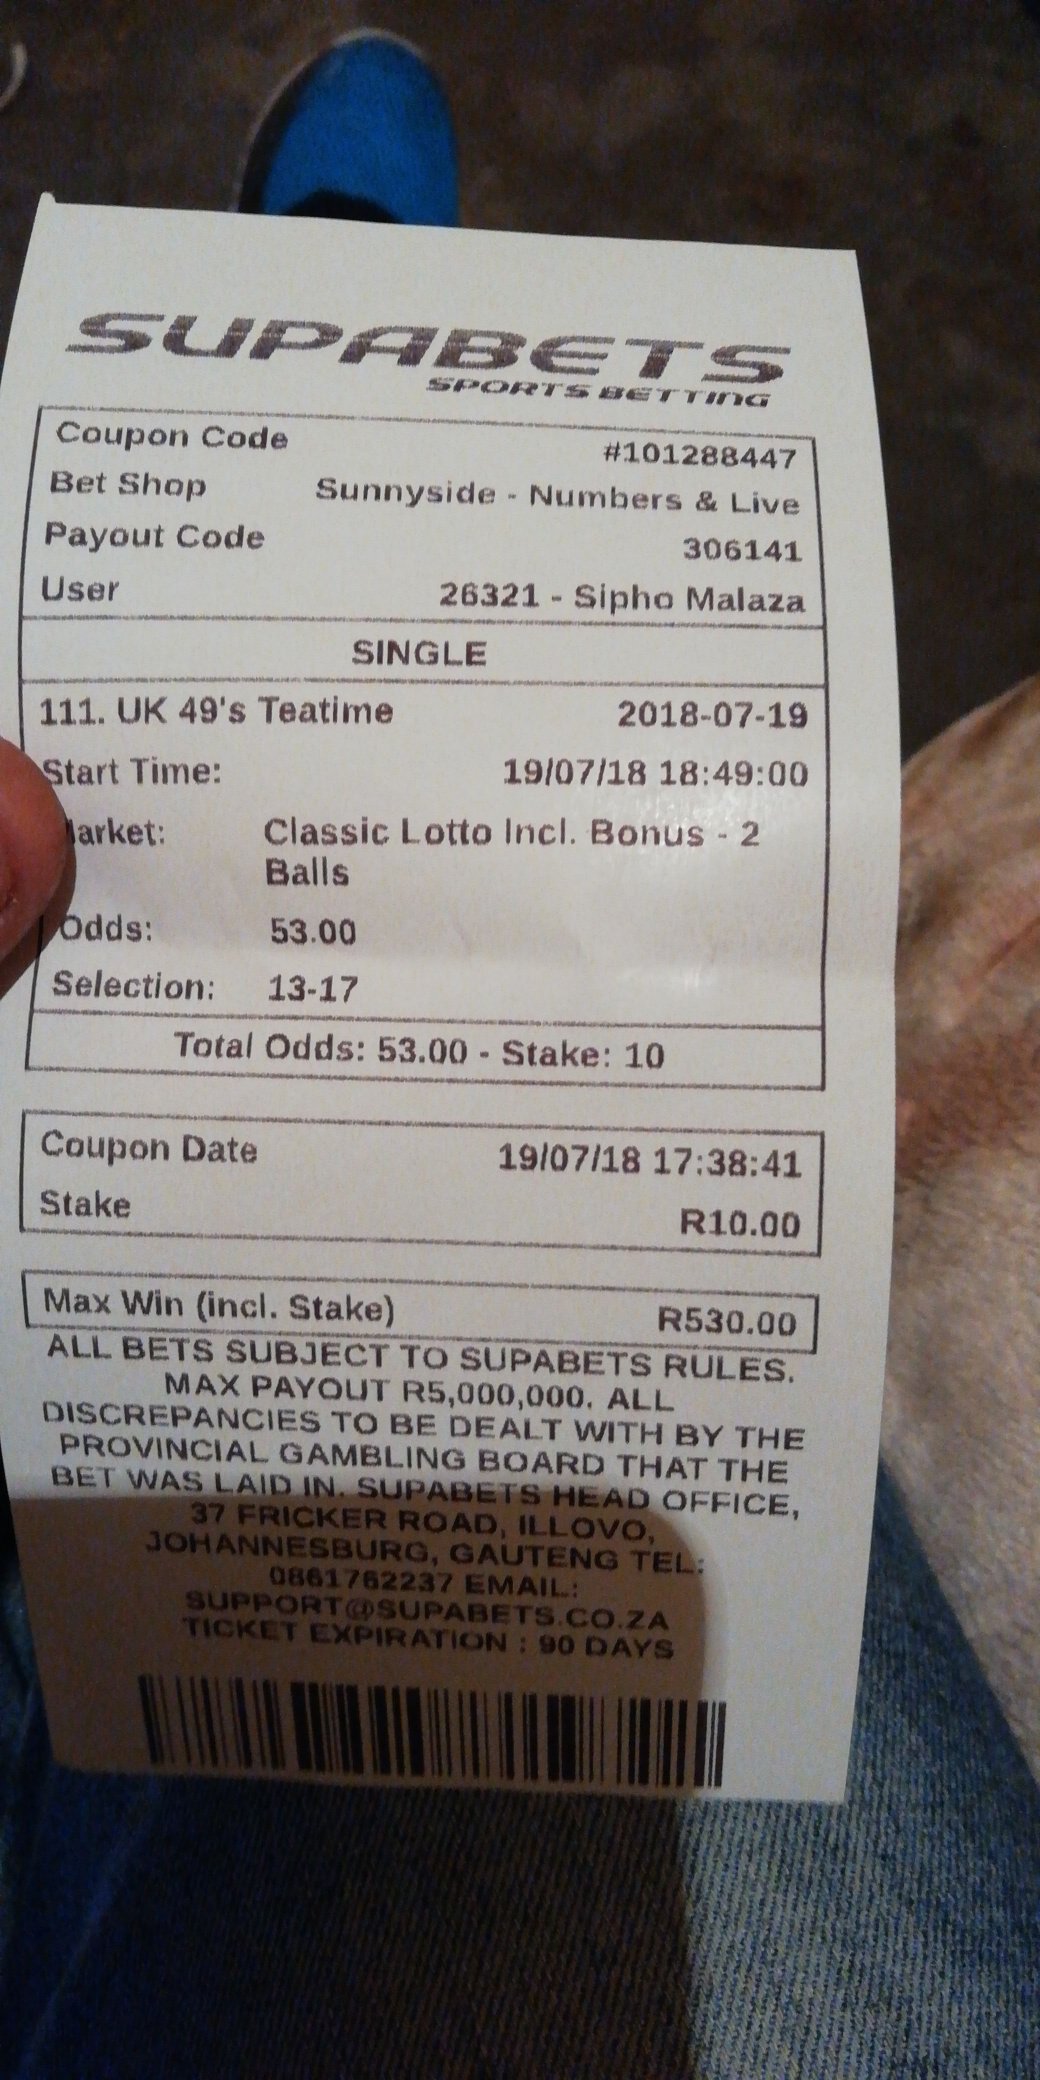 SUPABETS
SPORTS BETTING
Coupon Code #101288447
Bet Shop Sunnyside - Numbers & Live
Payout Code 306141
User 26321 - Sipho Malaza
SINGLE
111. UK 49's Teatime 2018-07-19
Start Time: 19/07/18 18:49:00
arket: Classic Lotto Incl. Bonus - 2
Balls
Odds: 53.00
Selection: 13-17
Total Odds: 53.00 - Stake: 10
Coupon Date 19/07/18 17:38:41
Stake R10.00
Max Win (incl. Stake) R530.00
ALL BETS SUBJECT TO SUPABETS RULES.
MAX PAYOUT R5,000,000. ALL
DISCREPANCIES TO BE DEALT WITH BY THE
PROVINCIAL GAMBLING BOARD THAT THE
BET WAS LAID IN. SUPABETS HEAD OFFICE,
37 FRICKER ROAD, ILLOVO,
JOHANNESBURG, GAUTENG TEL:
0861762237 EMAIL:
SUPPORT@SUPABETS.CO.ZA
TICKET EXPIRATION : 90 DAYS